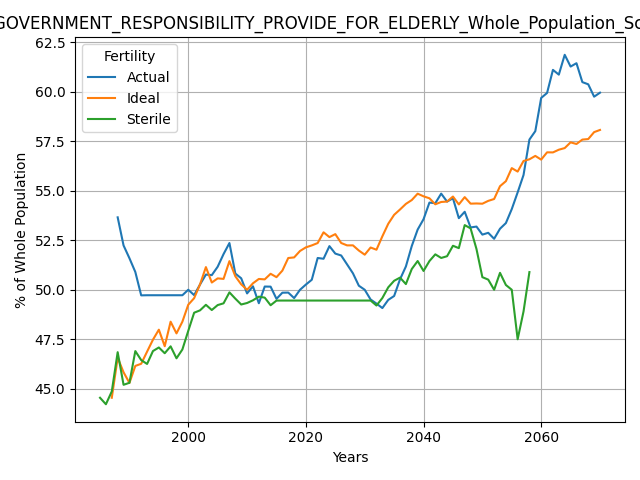 GOVERNMENT_RESPONSIBILITY_PROVIDE_FOR_ELDERLY_Whole_Population_So
62.5
60.0
57.5
55.0
52.5
50.0
47.5
45.0
% of Whole Population
Fertility
Actual
Ideal
Sterile
2000 2020 2040 2060
Years